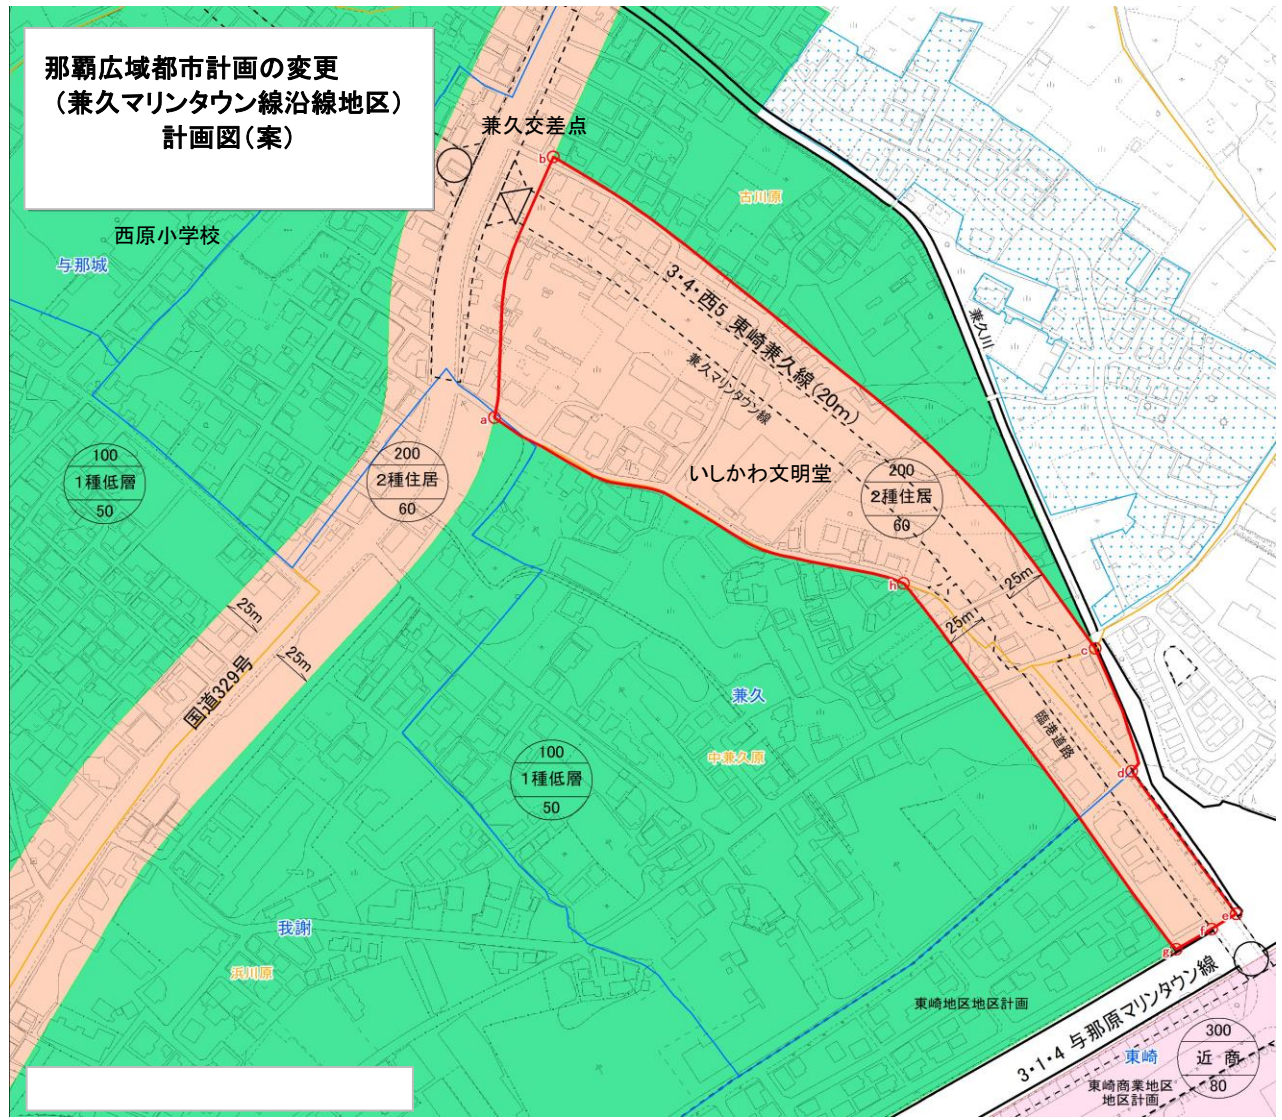 那覇広域都市計画の変更
（兼久マリンタウン線沿線地区）
計画図（案）
兼久交差点
b
西原小学校
与那城
古川原
兼久川
3・4・西5 東崎兼久線（20m）
兼久マリンタウン線
a
100
1種低層
50
200
2種住居
60
いしかわ文明堂
200
2種住居
60
h
25m
25m
c
25m
25m
国道329号
兼久
中兼久原
臨港道路
d
100
1種低層
50
我謝
浜川原
e
f
g
東崎地区地区計画
3・1・4 与那原マリンタウン線
東崎
東崎商業地区
地区計画
300
近商
80